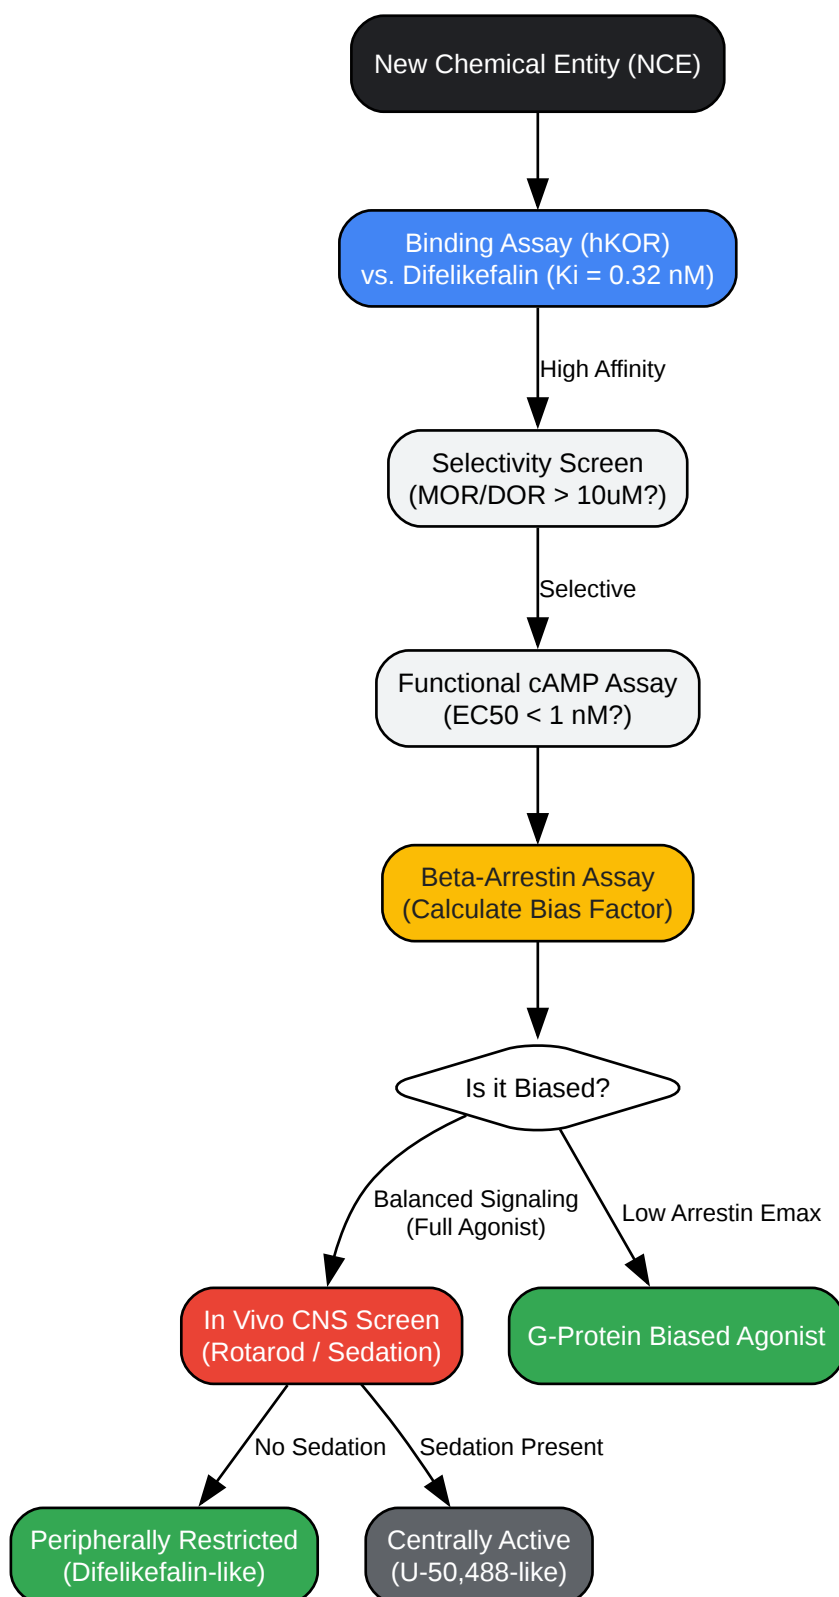 New Chemical Entity (NCE)
Binding Assay (hKOR)
vs. Difelikefalin (Ki = 0.32 nM)
High Affinity
Selectivity Screen
(MOR/DOR > 10uM?)
Selective
Functional cAMP Assay
(EC50 < 1 nM?)
Beta-Arrestin Assay
(Calculate Bias Factor)
Is it Biased?
Balanced Signaling
(Full Agonist)
Low Arrestin Emax
In Vivo CNS Screen
(Rotarod / Sedation)
G-Protein Biased Agonist
No Sedation
Sedation Present
Peripherally Restricted
(Difelikefalin-like)
Centrally Active
(U-50,488-like)